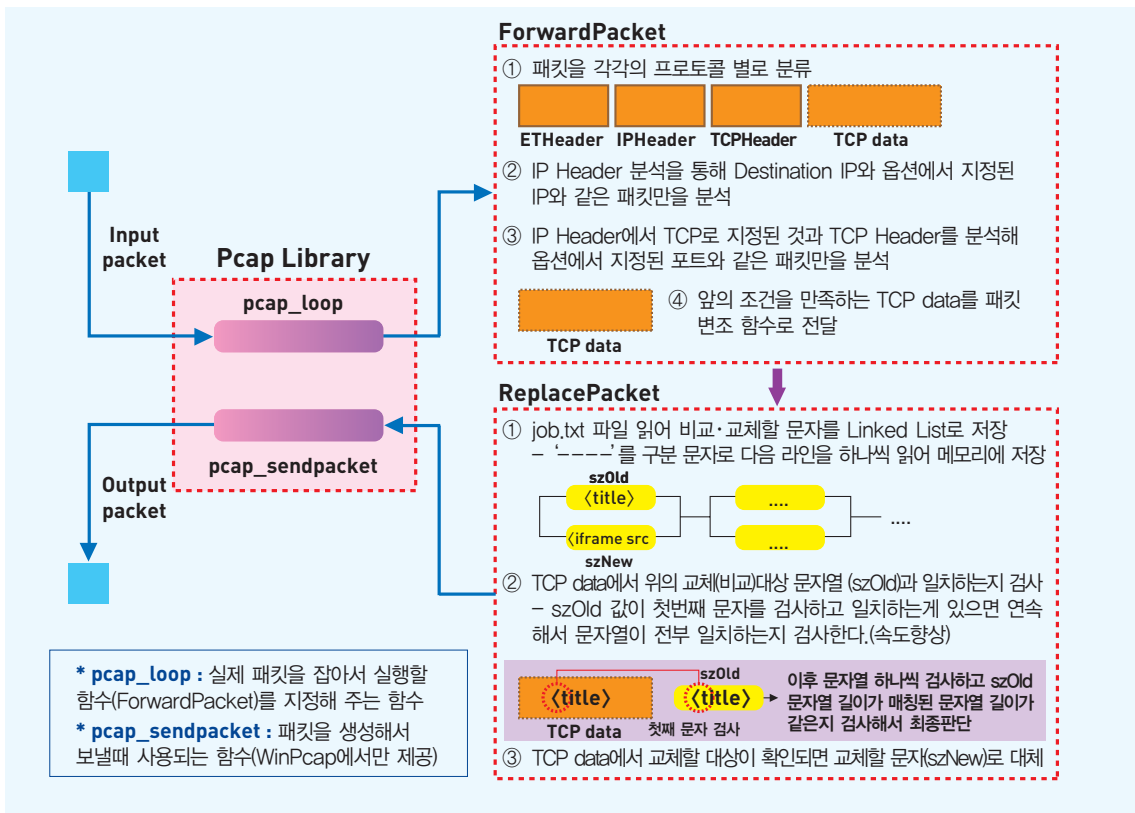 ForwardPacket
① 패킷을 각각의 프로토콜 별로 분류
ETHeader IPHeader TCPHeader TCP data
② IP Header 분석을 통해 Destination IP와 옵션에서 지정된
IP와 같은 패킷만을 분석
③ IP Header에서 TCP로 지정된 것과 TCP Header를 분석해
옵션에서 지정된 포트와 같은 패킷만을 분석
④ 앞의 조건을 만족하는 TCP data를 패킷
변조 함수로 전달
TCP data
Input
packet
Pcap Library
pcap_loop
pcap_sendpacket
Output
packet
ReplacePacket
① job.txt 파일 읽어 비교·교체할 문자를 Linked List로 저장
– ‘----’를 구분 문자로 다음 라인을 하나씩 읽어 메모리에 저장
szOld
〈title〉
....
....
〈iframe src
....
szNew
② TCP data에서 위의 교체(비교)대상 문자열 (szOld)과 일치하는지 검사
– szOld 값이 첫번째 문자를 검사하고 일치하는게 있으면 연속
해서 문자열이 전부 일치하는지 검사한다.(속도향상)
szOld
〈title〉
〈title〉
TCP data
첫째 문자 검사
이후 문자열 하나씩 검사하고 szOld
문자열 길이가 매칭된 문자열 길이가
같은지 검사해서 최종판단
③ TCP data에서 교체할 대상이 확인되면 교체할 문자(szNew)로 대체
* pcap_loop : 실제 패킷을 잡아서 실행할
함수(ForwardPacket)를 지정해 주는 함수
* pcap_sendpacket : 패킷을 생성해서
보낼때 사용되는 함수(WinPcap에서만 제공)